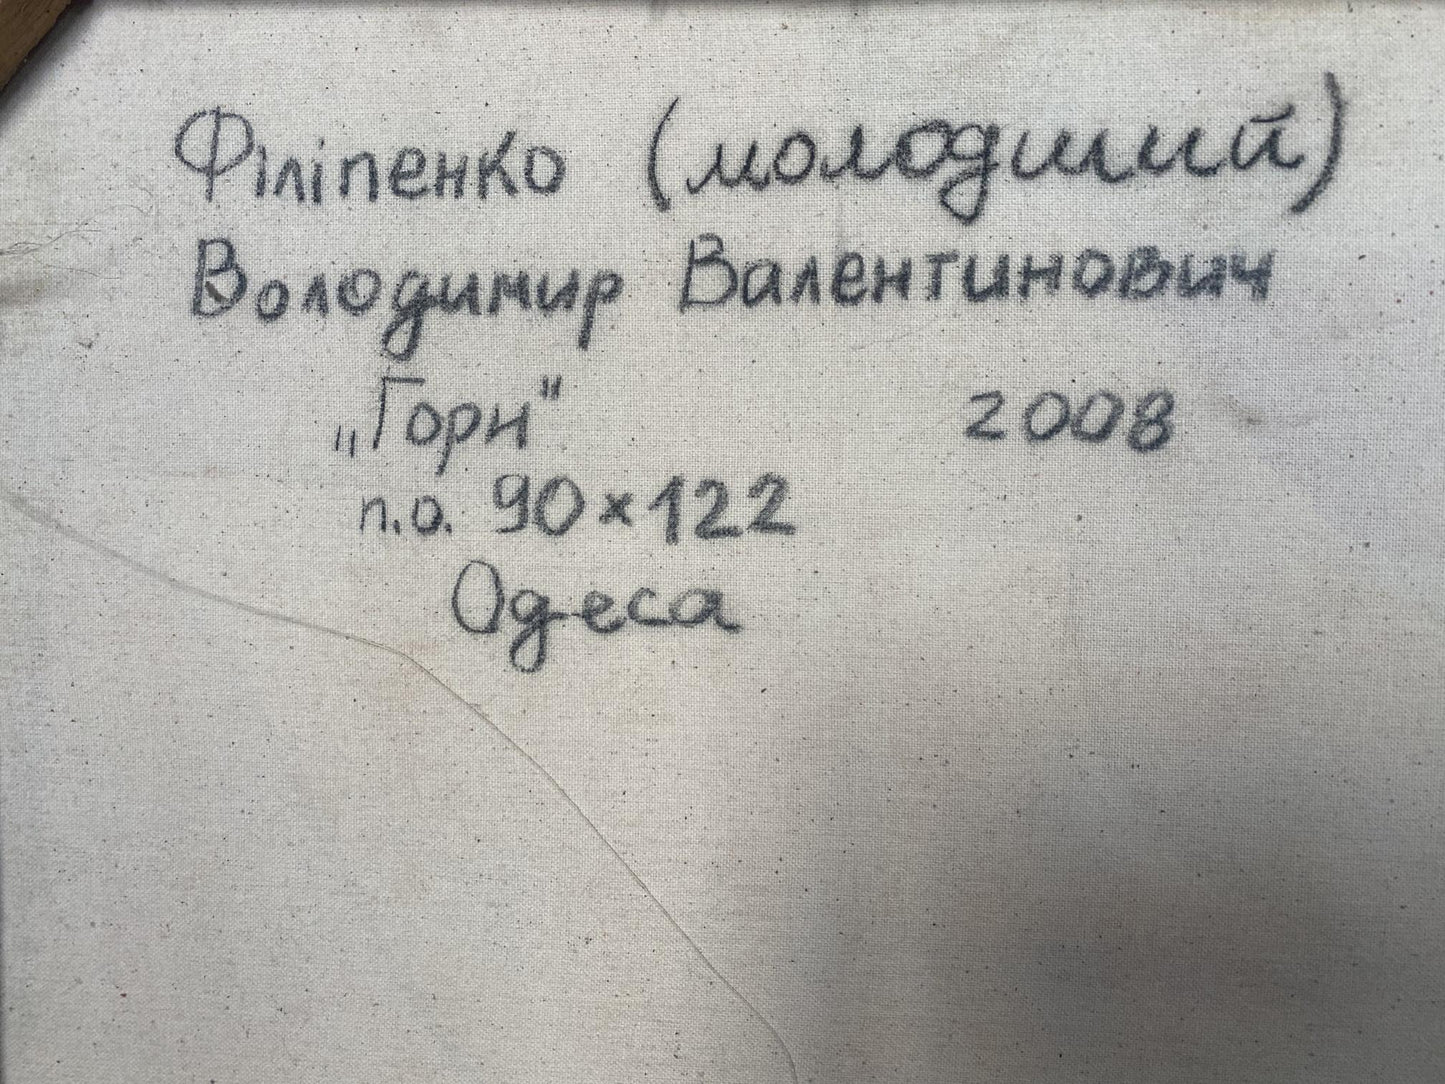 Філіпенко (молодший)
Володимир Валентинович
„Гори" 2008
п.о. 90×122
Одеса